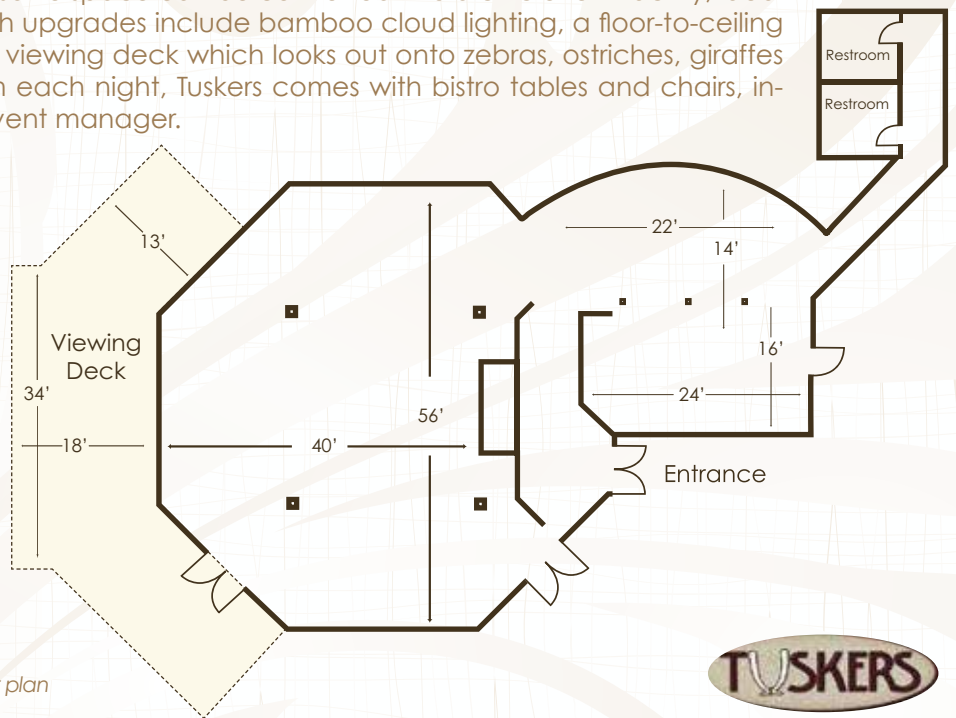 h upgrades include bamboo cloud lighting, a floor-to-ceiling
viewing deck which looks out onto zebras, ostriches, giraffes
each night, Tuskers comes with bistro tables and chairs, in-
vent manager.
Restroom
Restroom
13’
22’
14’
Viewing
Deck
16’
34’
24’
56’
18’
40’
Entrance
plan
TUSKERS